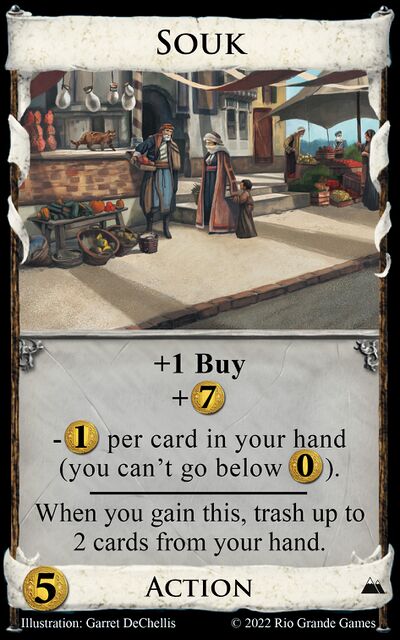 SOUK
+1 Buy
+7
-1 per card in your hand
(you can't go below 0).
When you gain this, trash up to
2 cards from your hand.
5 ACTION
Illustration: Garret DeChellis © 2022 Rio Grande Games